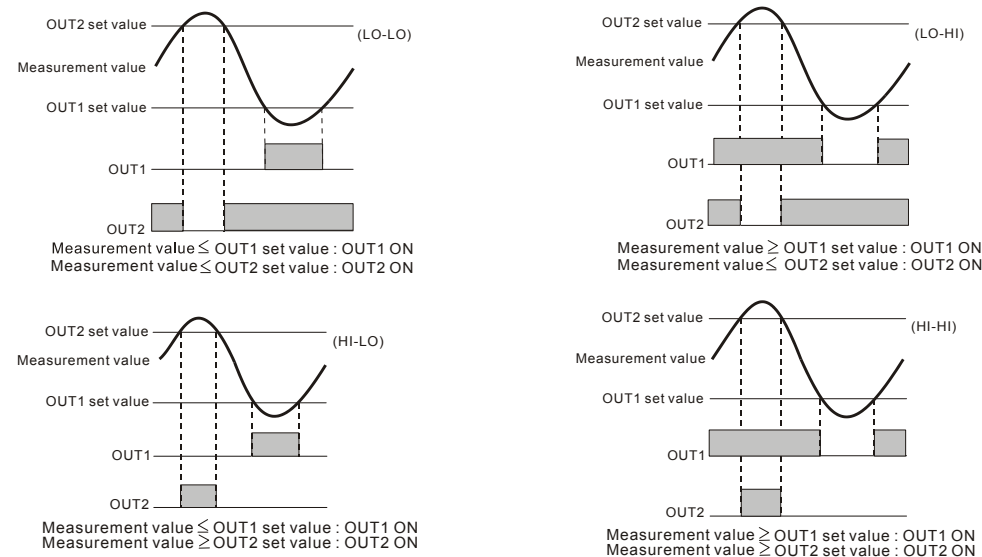 OUT2 set value
(LO-LO)
Measurement value
OUT1 set value
OUT1
OUT2
Measurement value ≤ OUT1 set value : OUT1 ON
Measurement value ≤ OUT2 set value : OUT2 ON
OUT2 set value
(LO-HI)
Measurement value
OUT1 set value
OUT1
OUT2
Measurement value ≥ OUT1 set value : OUT1 ON
Measurement value ≤ OUT2 set value : OUT2 ON
OUT2 set value
(HI-LO)
Measurement value
OUT1 set value
OUT1
OUT2
Measurement value ≤ OUT1 set value : OUT1 ON
Measurement value ≥ OUT2 set value : OUT2 ON
OUT2 set value
(HI-HI)
Measurement value
OUT1 set value
OUT1
OUT2
Measurement value ≥ OUT1 set value : OUT1 ON
Measurement value ≥ OUT2 set value : OUT2 ON